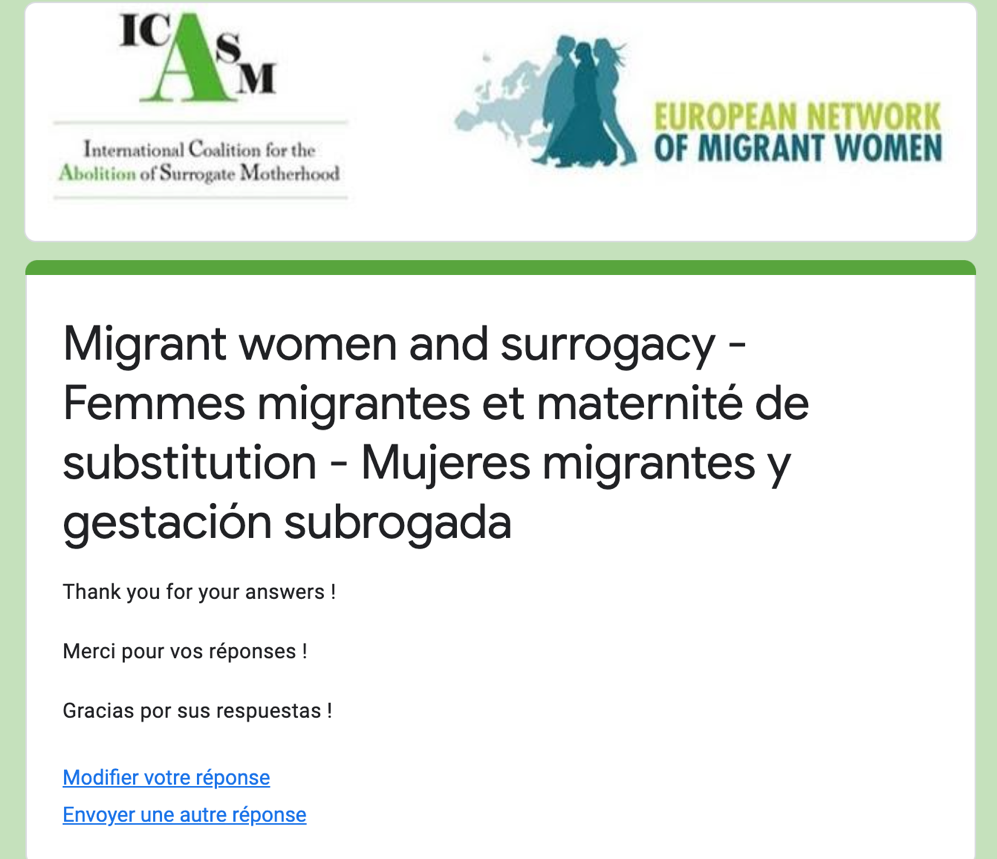 ICASM
International Coalition for the
Abolition of Surrogate Motherhood
EUROPEAN NETWORK
OF MIGRANT WOMEN
Migrant women and surrogacy -
Femmes migrantes et maternité de
substitution - Mujeres migrantes y
gestación subrogada
Thank you for your answers !
Merci pour vos réponses !
Gracias por sus respuestas !
Modifier votre réponse
Envoyer une autre réponse